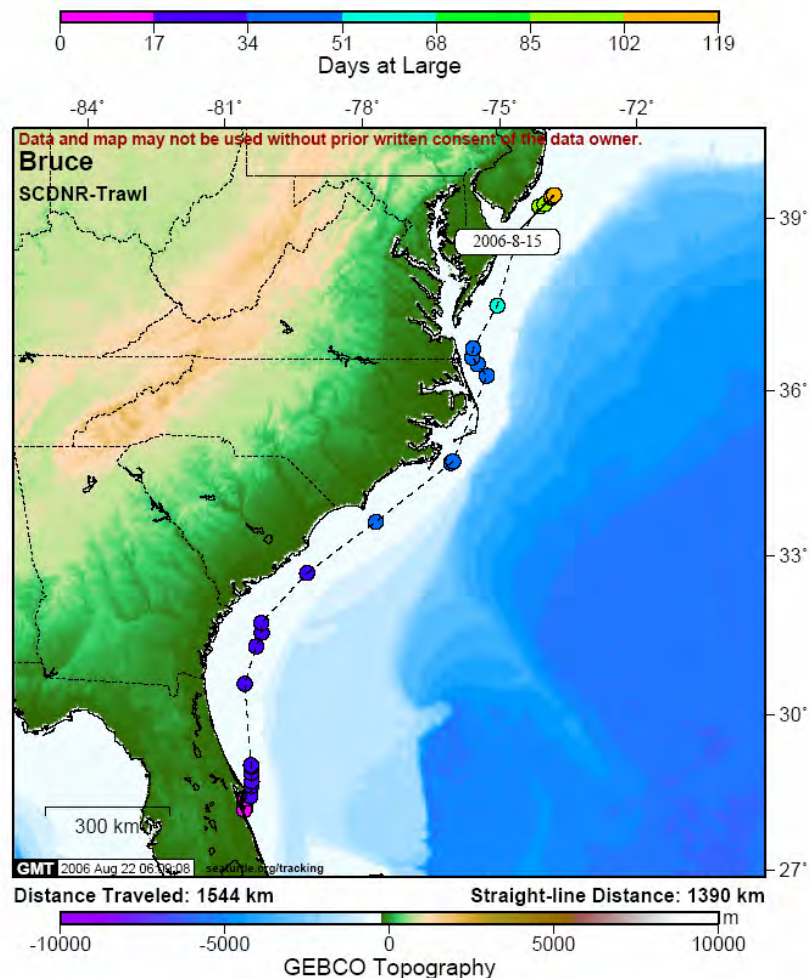 0 17 34 51 68 85 102 119
Days at Large
-84° -81° -78° -75° -72°
Data and map may not be used without prior written consent of the data owner.
Bruce
SCDNR-Trawl
39°
2006-8-15
36°
33°
30°
300 km
GMT 2006 Aug 22 06:09:08 seaturtle.org/tracking
27°
Distance Traveled: 1544 km Straight-line Distance: 1390 km
m
-10000 -5000 0 5000 10000
GEBCO Topography